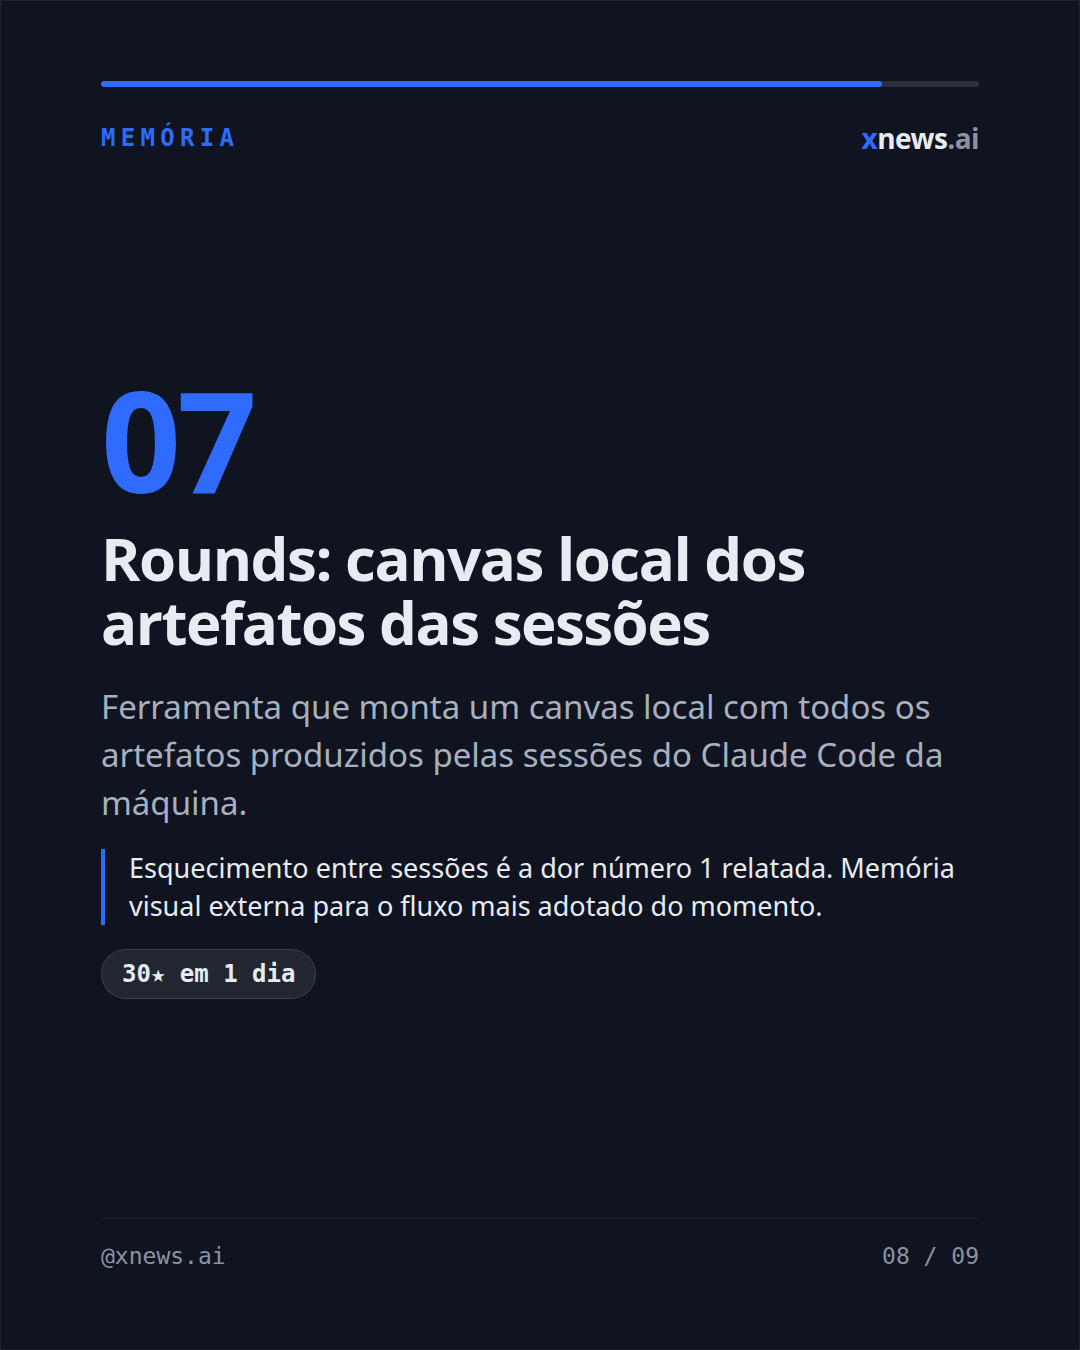 MEMÓRIA
xnews.ai
07
Rounds: canvas local dos
artefatos das sessões
Ferramenta que monta um canvas local com todos os
artefatos produzidos pelas sessões do Claude Code da
máquina.
Esquecimento entre sessões é a dor número 1 relatada. Memória
visual externa para o fluxo mais adotado do momento.
30★ em 1 dia
@xnews.ai
08 / 09